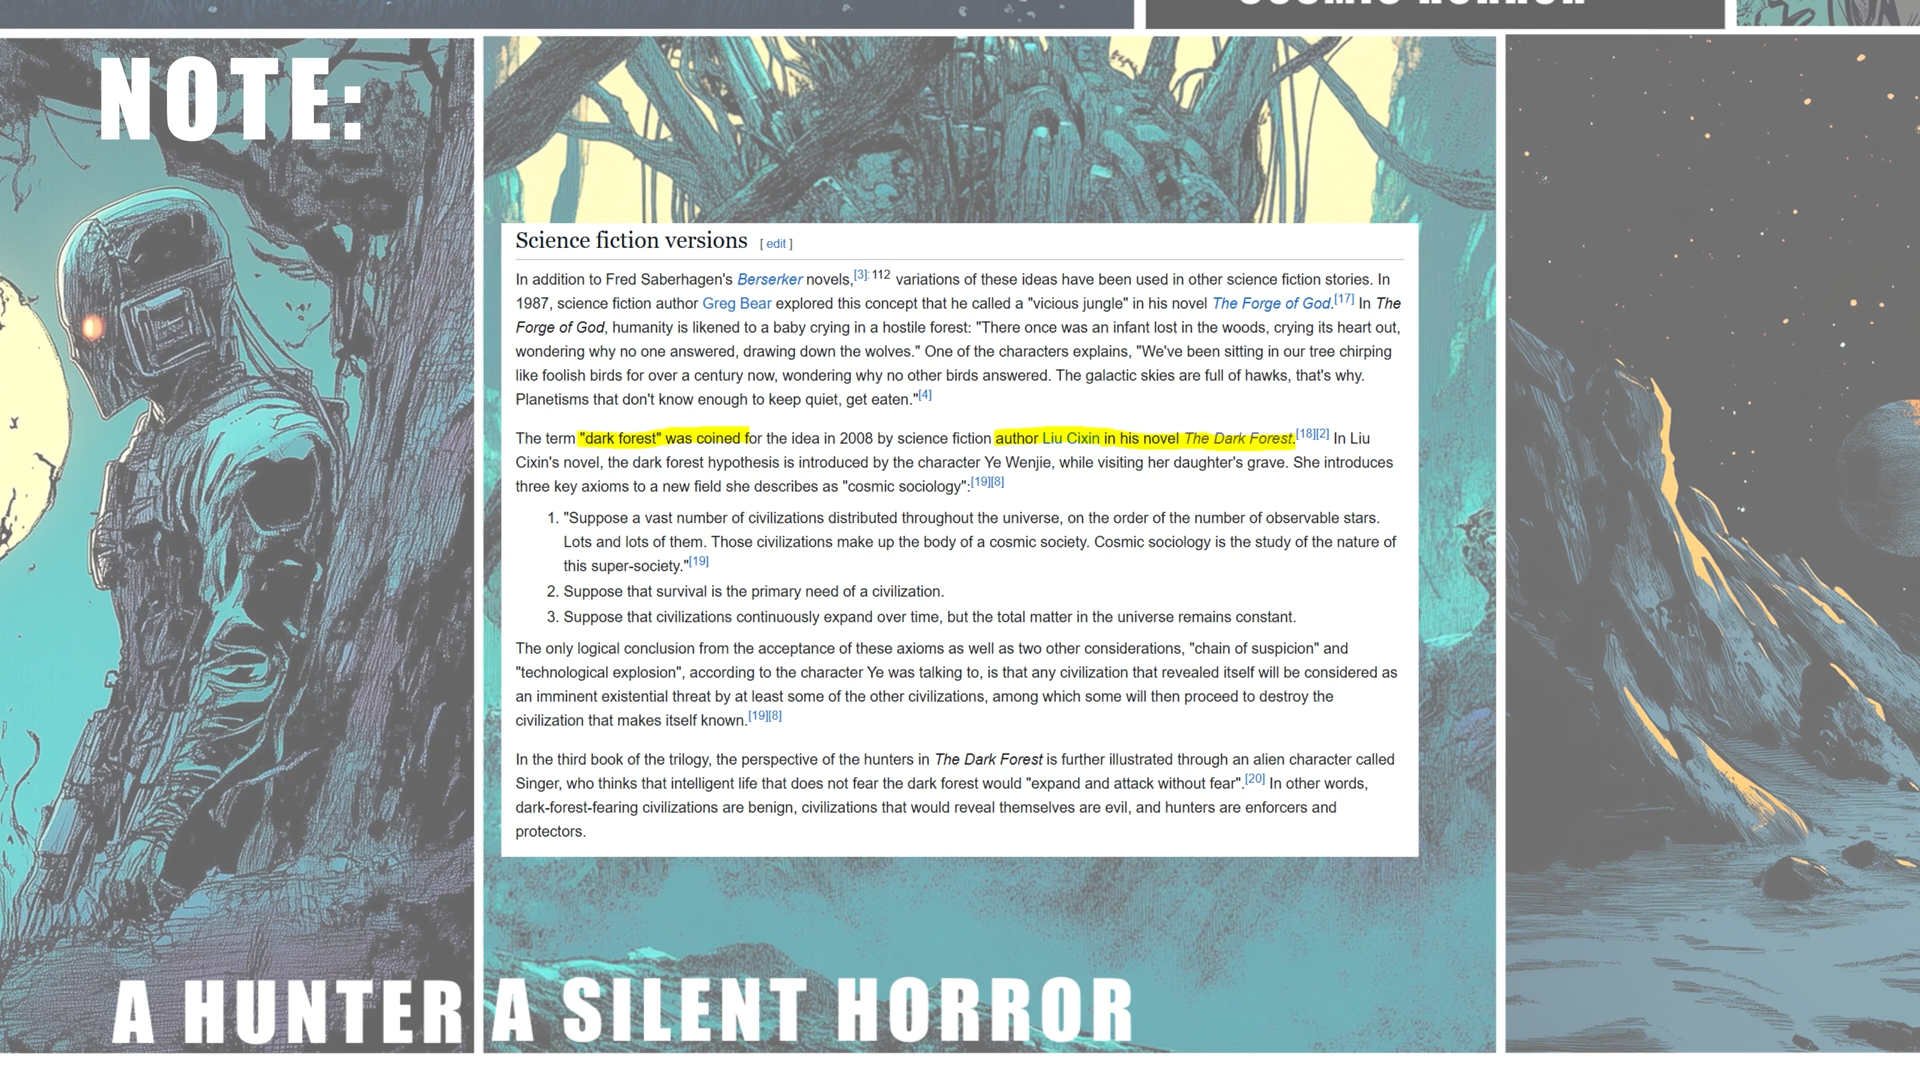 COSMIC HORROR
NOTE:
Science fiction versions [ edit ]
In addition to Fred Saberhagen's Berserker novels,[3]:112 variations of these ideas have been used in other science fiction stories. In
1987, science fiction author Greg Bear explored this concept that he called a "vicious jungle" in his novel The Forge of God.[17] In The
Forge of God, humanity is likened to a baby crying in a hostile forest: "There once was an infant lost in the woods, crying its heart out,
wondering why no one answered, drawing down the wolves." One of the characters explains, "We've been sitting in our tree chirping
like foolish birds for over a century now, wondering why no other birds answered. The galactic skies are full of hawks, that's why.
Planetisms that don't know enough to keep quiet, get eaten."[4]
The term "dark forest" was coined for the idea in 2008 by science fiction author Liu Cixin in his novel The Dark Forest.[18][2] In Liu
Cixin's novel, the dark forest hypothesis is introduced by the character Ye Wenjie, while visiting her daughter's grave. She introduces
three key axioms to a new field she describes as "cosmic sociology":[19][8]
1. "Suppose a vast number of civilizations distributed throughout the universe, on the order of the number of observable stars.
Lots and lots of them. Those civilizations make up the body of a cosmic society. Cosmic sociology is the study of the nature of
this super-society."[19]
2. Suppose that survival is the primary need of a civilization.
3. Suppose that civilizations continuously expand over time, but the total matter in the universe remains constant.
The only logical conclusion from the acceptance of these axioms as well as two other considerations, "chain of suspicion" and
"technological explosion", according to the character Ye was talking to, is that any civilization that revealed itself will be considered as
an imminent existential threat by at least some of the other civilizations, among which some will then proceed to destroy the
civilization that makes itself known.[19][8]
In the third book of the trilogy, the perspective of the hunters in The Dark Forest is further illustrated through an alien character called
Singer, who thinks that intelligent life that does not fear the dark forest would "expand and attack without fear".[20] In other words,
dark-forest-fearing civilizations are benign, civilizations that would reveal themselves are evil, and hunters are enforcers and
protectors.
A HUNTER
A SILENT HORROR